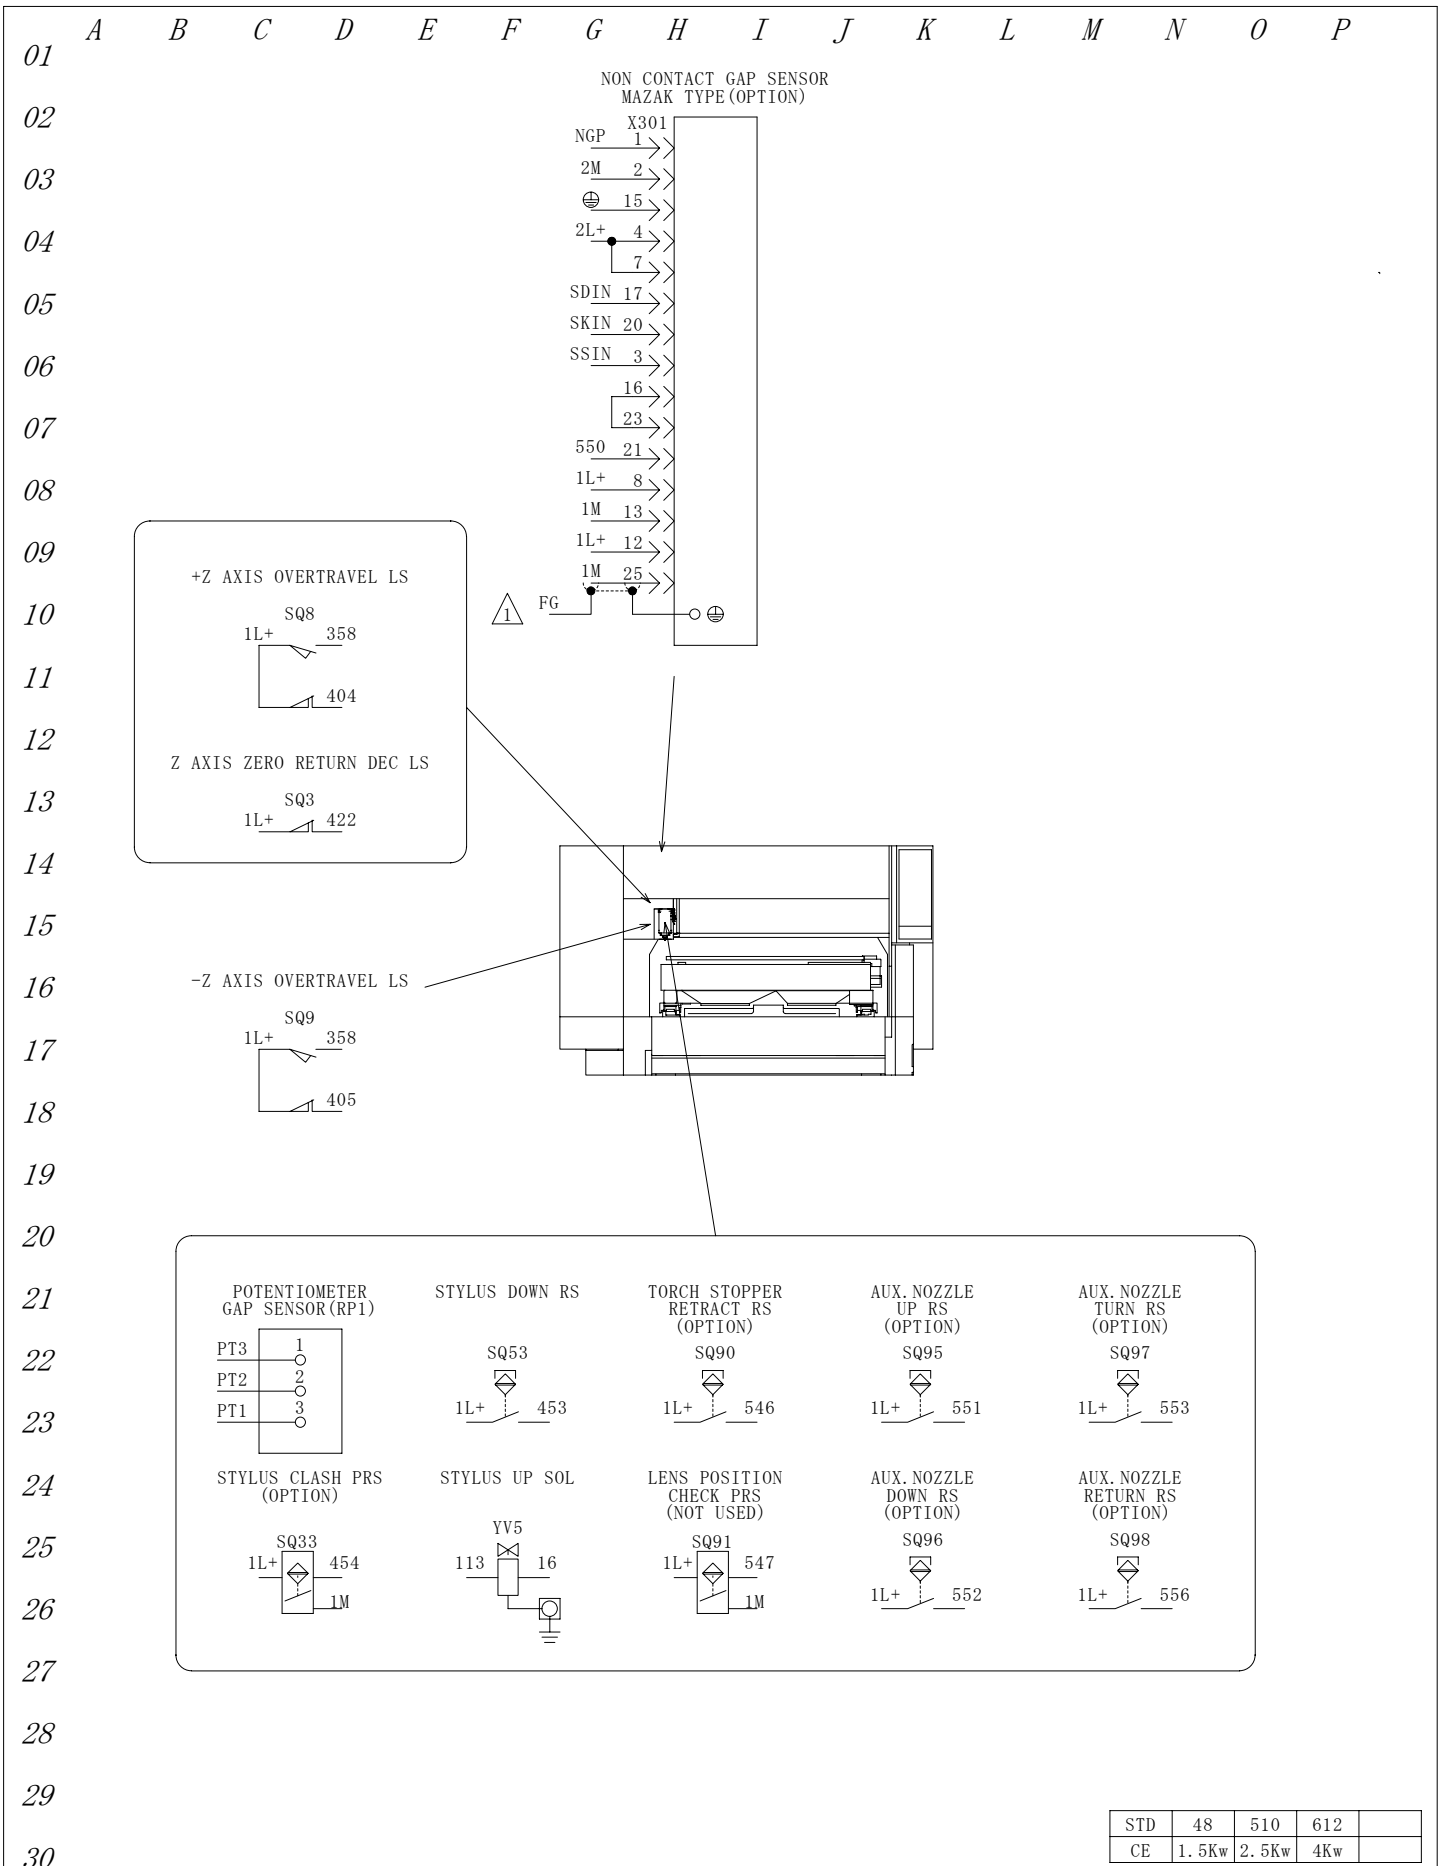 A B C D E F G H I J K L M N O P
01
NON CONTACT GAP SENSOR
MAZAK TYPE(OPTION)
02
X301
NGP 1
03
2M 2
15
04
2L+ 4
7
05
SDIN 17
SKIN 20
06
SSIN 3
16
07
23
550 21
08
1L+ 8
1M 13
09
1L+ 12
1M 25
+Z AXIS OVERTRAVEL LS
10
1 FG
SQ8
1L+ 358
11
404
12
Z AXIS ZERO RETURN DEC LS
13
SQ3
1L+ 422
14
15
16
-Z AXIS OVERTRAVEL LS
SQ9
17
1L+ 358
18
405
19
20
21
POTENTIOMETER
GAP SENSOR(RP1)
STYLUS DOWN RS
TORCH STOPPER
RETRACT RS
(OPTION)
AUX.NOZZLE
UP RS
(OPTION)
AUX.NOZZLE
TURN RS
(OPTION)
22
PT3 1
PT2 2
PT1 3
SQ53
1L+ 453
SQ90
1L+ 546
SQ95
1L+ 551
SQ97
1L+ 553
23
24
STYLUS CLASH PRS
(OPTION)
STYLUS UP SOL
LENS POSITION
CHECK PRS
(NOT USED)
AUX.NOZZLE
DOWN RS
(OPTION)
AUX.NOZZLE
RETURN RS
(OPTION)
25
SQ33
1L+ 454
1M
YV5
113 16
SQ91
1L+ 547
1M
SQ96
1L+ 552
SQ98
1L+ 556
26
27
28
29
STD 48 510 612
CE 1.5Kw 2.5Kw 4Kw
30